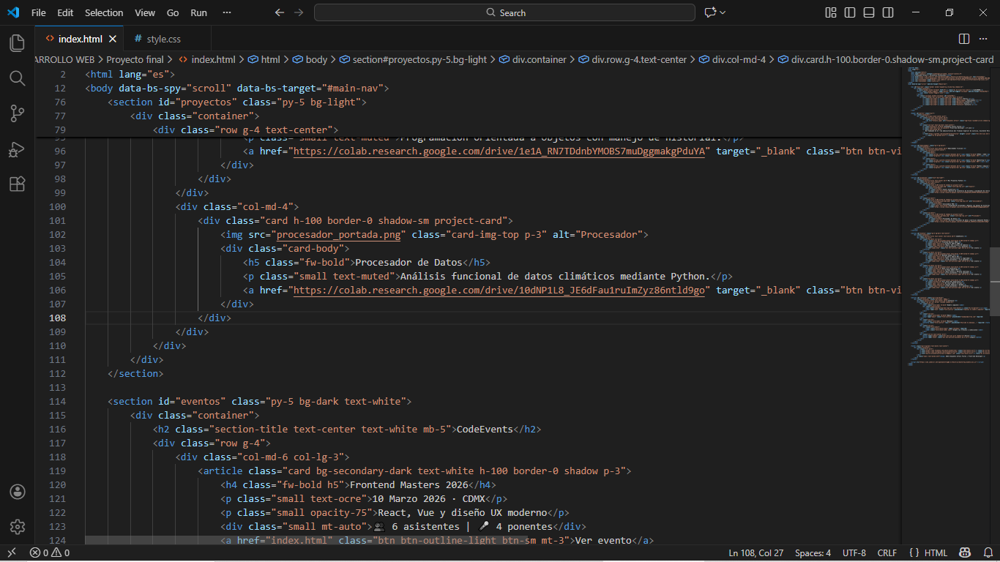 File Edit Selection View Go Run ··· Search
index.html style.css
ARROLLO WEB > Proyecto final > index.html > html > body > section#proyectos.py-5.bg-light > div.container > div.row.g-4.text-center > div.col-md-4 > div.card.h-100.border-0.shadow-sm.project-card
2 <html lang="es">
12 <body data-bs-spy="scroll" data-bs-target="#main-nav">
76 <section id="proyectos" class="py-5 bg-light">
77 <div class="container">
79 <div class="row g-4 text-center">
95 <p class="small text-muted">Programación orientada a objetos con manejo de historial.</p>
96 <a href="https://colab.research.google.com/drive/1e1A_RN7TDdnbYMOBS7muDggmakgPduYA" target="_blank" class="btn btn-vi
97 </div>
98 </div>
99 </div>
100 <div class="col-md-4">
101 <div class="card h-100 border-0 shadow-sm project-card">
102 <img src="procesador_portada.png" class="card-img-top p-3" alt="Procesador">
103 <div class="card-body">
104 <h5 class="fw-bold">Procesador de Datos</h5>
105 <p class="small text-muted">Análisis funcional de datos climáticos mediante Python.</p>
106 <a href="https://colab.research.google.com/drive/10dNP1L8_JE6dFau1ruImZyz86ntld9go" target="_blank" class="btn btn-vi
107 </div>
108 </div>
109 </div>
110 </div>
111 </div>
112 </section>
113
114 <section id="eventos" class="py-5 bg-dark text-white">
115 <div class="container">
116 <h2 class="section-title text-center text-white mb-5">CodeEvents</h2>
117 <div class="row g-4">
118 <div class="col-md-6 col-lg-3">
119 <article class="card bg-secondary-dark text-white h-100 border-0 shadow p-3">
120 <h4 class="fw-bold h5">Frontend Masters 2026</h4>
121 <p class="small text-ocre">10 Marzo 2026 · CDMX</p>
122 <p class="small opacity-75">React, Vue y diseño UX moderno</p>
123 <div class="small mt-auto">👥 6 asistentes | 🎤 4 ponentes</div>
124 <a href="index.html" class="btn btn-outline-light btn-sm mt-3">Ver evento</a>
0 0 Ln 108, Col 27 Spaces: 4 UTF-8 CRLF { } HTML